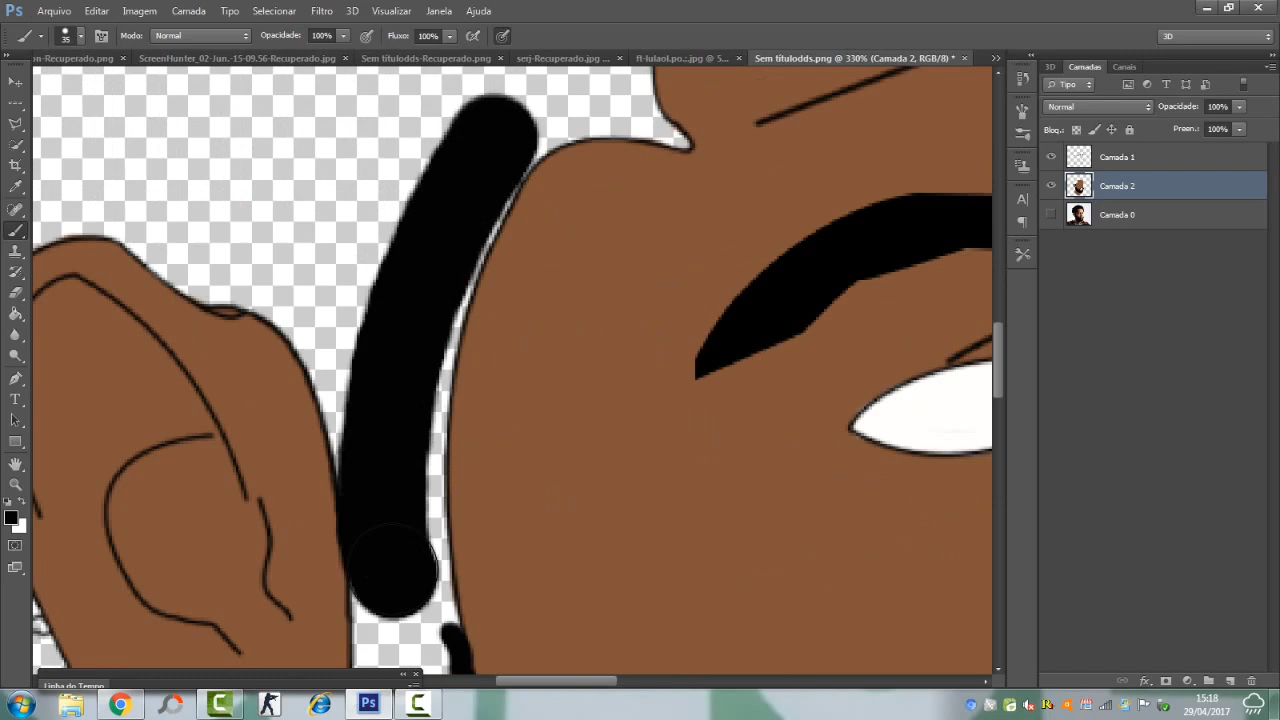 Ps Arquivo Editar Imagem Camada Tipo Selecionar Filtro 3D Visualizar Janela Ajuda
35 Modo: Normal Opacidade: 100% Fluxo: 100% 3D
on-Recuperado.png × ScreenHunter_02-Jun.-15-09.56-Recuperado.png × Sem titulodds-Recuperado.png × serj-Recuperado.jpg ... × ft-lulaol.po...jpg @ 5... × Sem titulodds.png @ 330% (Camada 2, RGB/8) * ×
3D Camadas Canais
Tipo
Normal Opacidade: 100%
Bloq.: Preen.: 100%
Camada 1
Camada 2
Camada 0
Linha do Tempo
15:18
29/04/2017